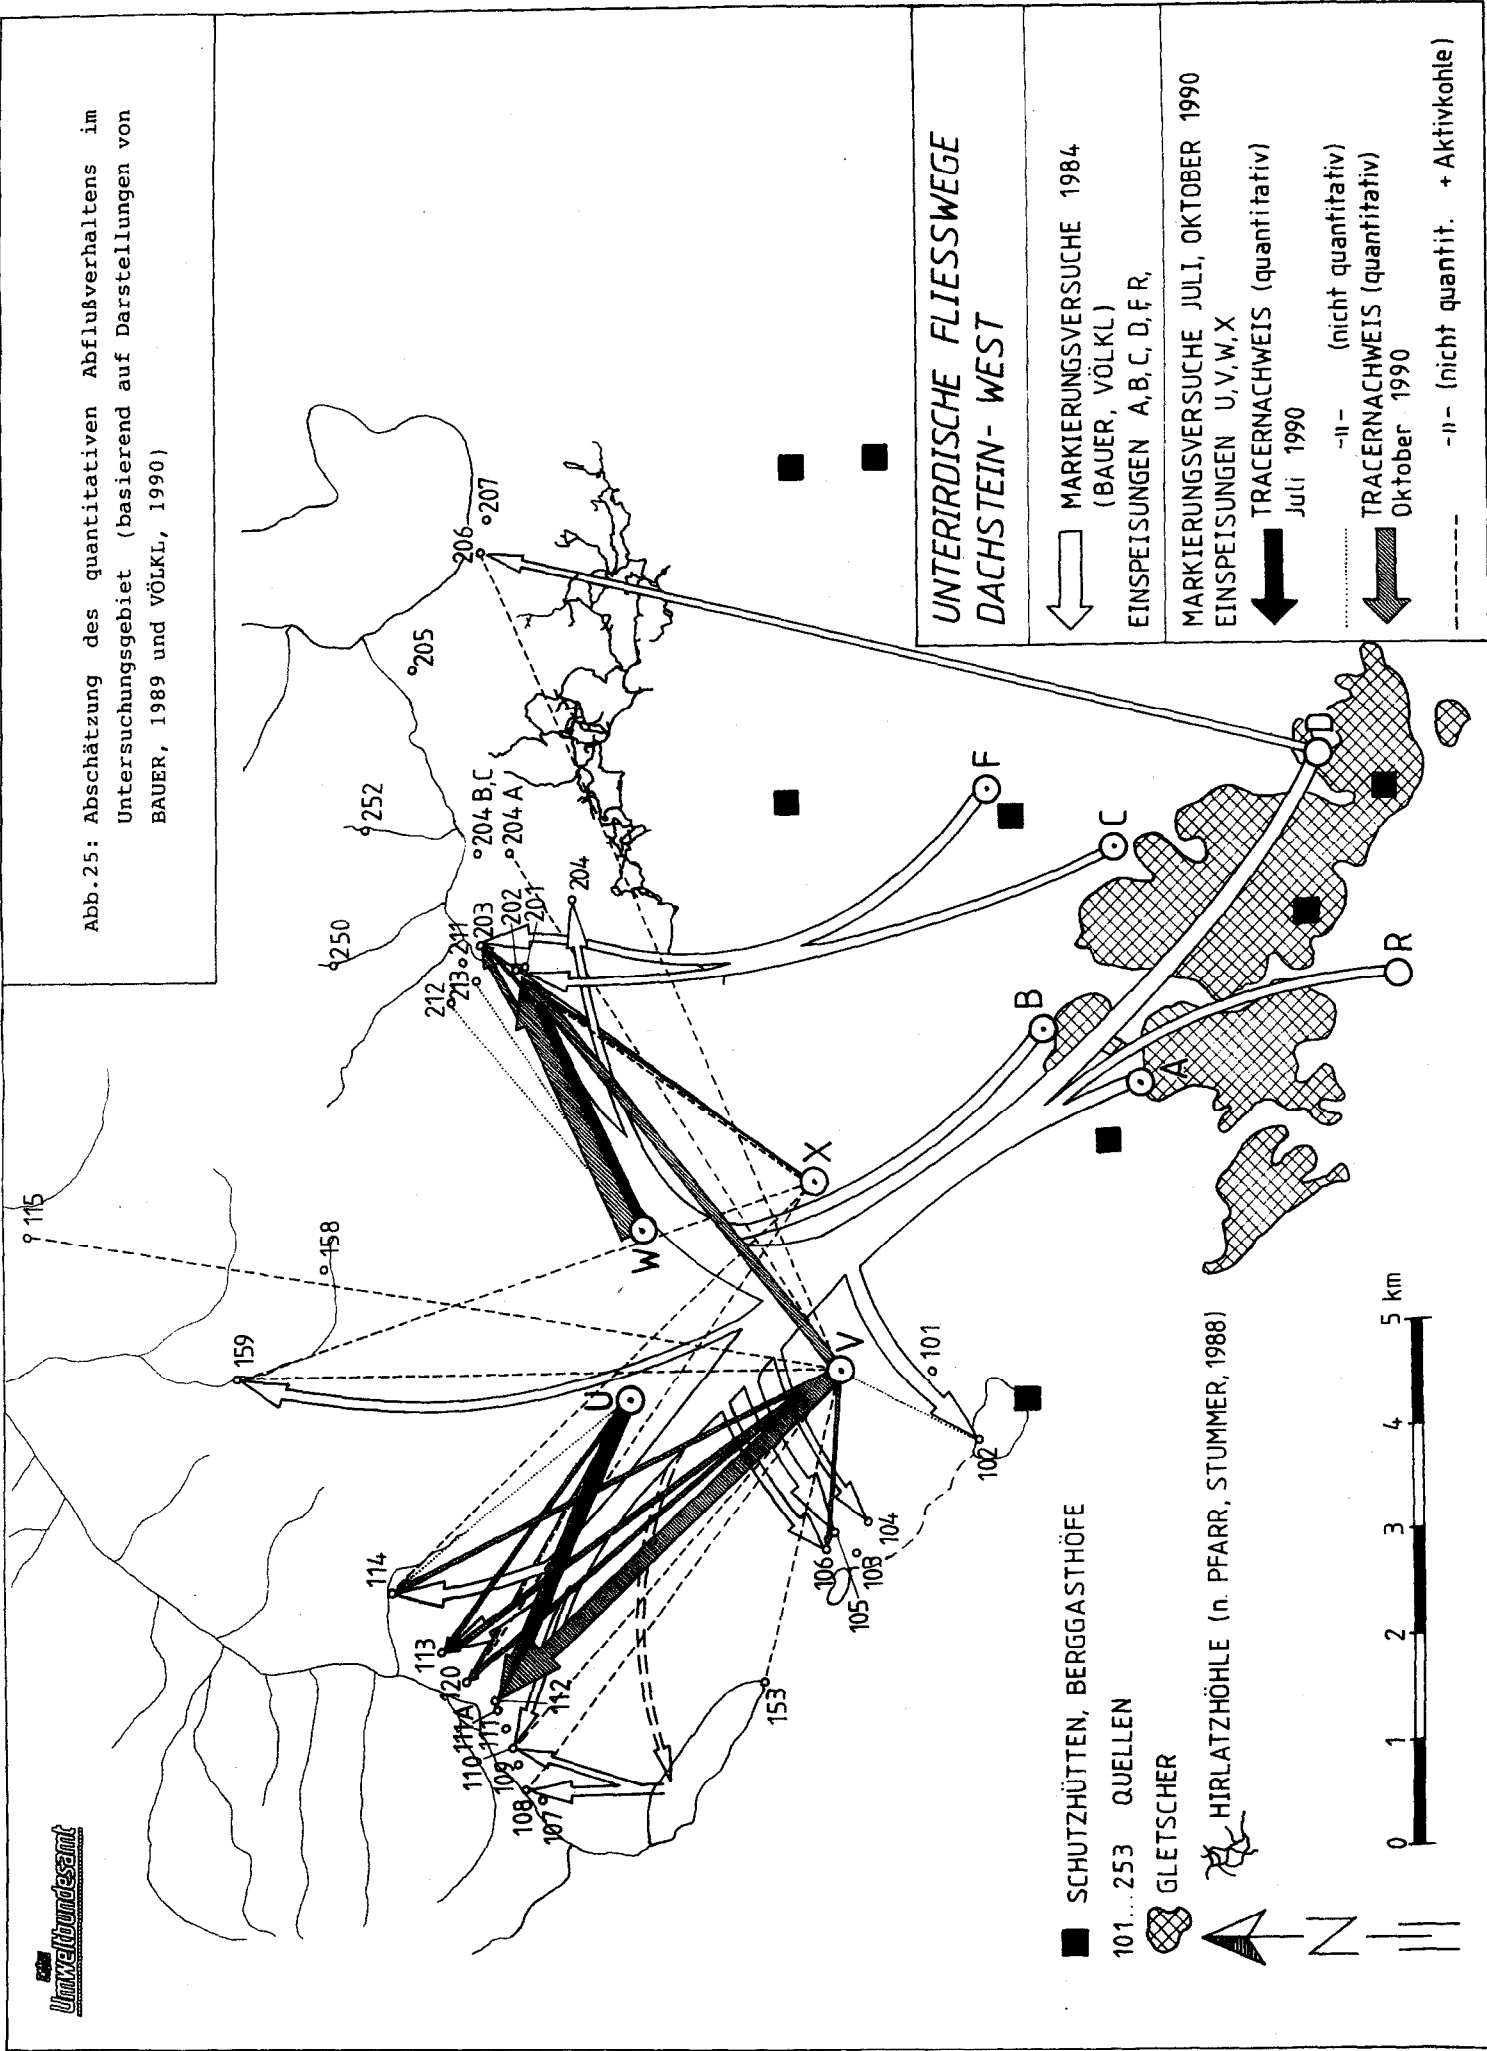 Umweltbundesamt
Abb.25: Abschätzung des quantitativen Abflußverhaltens im
Untersuchungsgebiet (basierend auf Darstellungen von
BAUER, 1989 und VÖLKL, 1990)
115
159
158
250
252
205
206
207
212
213
211
203
202
201
204 B,C
204 A
204
114
113
120
111A
111
112
110
109
108
107
153
106
105
103
104
101
102
U
V
W
X
A
B
C
D
F
R
SCHUTZHÜTTEN, BERGGASTHÖFE
101...253 QUELLEN
GLETSCHER
HIRLATZHÖHLE (n. PFARR, STUMMER, 1988)
N
0 1 2 3 4 5 km
UNTERIRDISCHE FLIESSWEGE
DACHSTEIN- WEST
MARKIERUNGSVERSUCHE 1984
(BAUER, VÖLKL)
EINSPEISUNGEN A,B,C,D,F,R,
MARKIERUNGSVERSUCHE JULI, OKTOBER 1990
EINSPEISUNGEN U,V,W,X
TRACERNACHWEIS (quantitativ)
Juli 1990
-II- (nicht quantitativ)
TRACERNACHWEIS (quantitativ)
Oktober 1990
-II- (nicht quantit. + Aktivkohle)